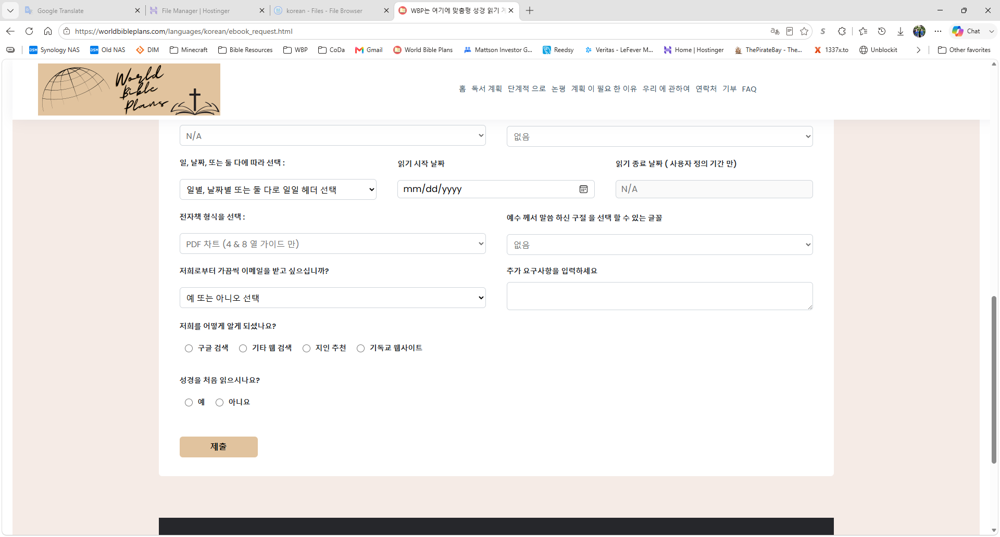 Google Translate
File Manager | Hostinger
korean - Files - File Browser
WBP는 여기에 맞춤형 성경 읽기
https://worldbibleplans.com/languages/korean/ebook_request.html
Chat
Synology NAS
Old NAS
DIM
Minecraft
Bible Resources
WBP
CoDa
Gmail
World Bible Plans
Mattson Investor G...
Reedsy
Veritas - LeFever M...
Home | Hostinger
ThePirateBay - The...
1337x.to
Unblockit
Other favorites
World
Bible
Plans
홈 독서 계획 단계적 으로 논평 계획 이 필요 한 이유 우리 에 관하여 연락처 기부 FAQ
N/A
없음
일, 날짜, 또는 둘 다에 따라 선택 :
읽기 시작 날짜
읽기 종료 날짜 ( 사용자 정의 기간 만)
일별, 날짜별 또는 둘 다로 일일 헤더 선택
mm/dd/yyyy
N/A
전자책 형식을 선택 :
예수 께서 말씀 하신 구절 을 선택 할 수 있는 글꼴
PDF 차트 (4 & 8 열 가이드 만)
없음
저희로부터 가끔씩 이메일을 받고 싶으십니까?
추가 요구사항을 입력하세요
예 또는 아니오 선택
저희를 어떻게 알게 되셨나요?
구글 검색
기타 웹 검색
지인 추천
기독교 웹사이트
성경을 처음 읽으시나요?
예
아니요
제출